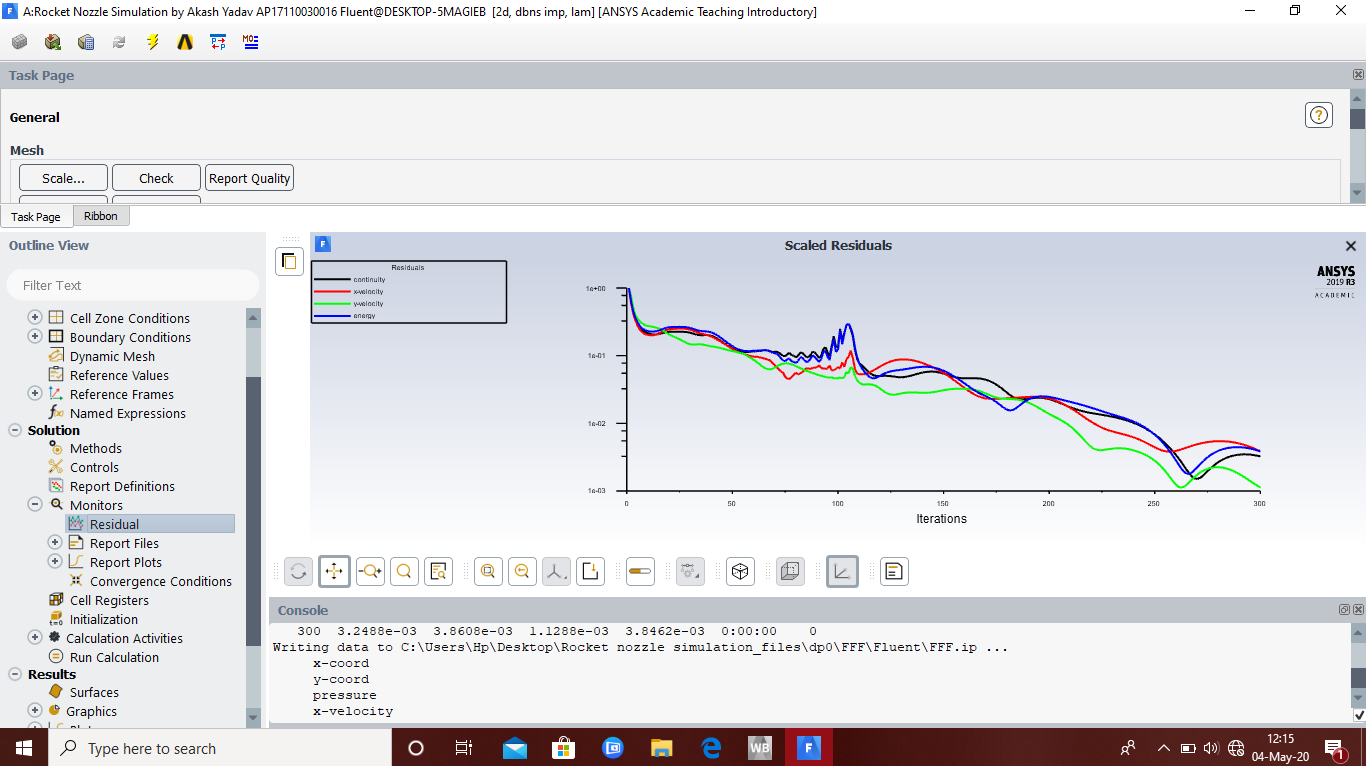 A:Rocket Nozzle Simulation by Akash Yadav AP17110030016 Fluent@DESKTOP-5MAGIEB [2d, dbns imp, lam] [ANSYS Academic Teaching Introductory]
Task Page
General
Mesh
Scale... Check Report Quality
Task Page Ribbon
Outline View
Filter Text
Cell Zone Conditions
Boundary Conditions
Dynamic Mesh
Reference Values
Reference Frames
Named Expressions
Solution
Methods
Controls
Report Definitions
Monitors
Residual
Report Files
Report Plots
Convergence Conditions
Cell Registers
Initialization
Calculation Activities
Run Calculation
Results
Surfaces
Graphics
Scaled Residuals
Residuals
continuity
x-velocity
y-velocity
energy
ANSYS
2019 R3
ACADEMIC
1e+00
1e-01
1e-02
1e-03
0 50 100 150 200 250 300
Iterations
Console
300 3.2488e-03 3.8608e-03 1.1288e-03 3.8462e-03 0:00:00 0
Writing data to C:\Users\Hp\Desktop\Rocket nozzle simulation_files\dp0\FFF\Fluent\FFF.ip ...
x-coord
y-coord
pressure
x-velocity
Type here to search
WB
12:15
04-May-20
1